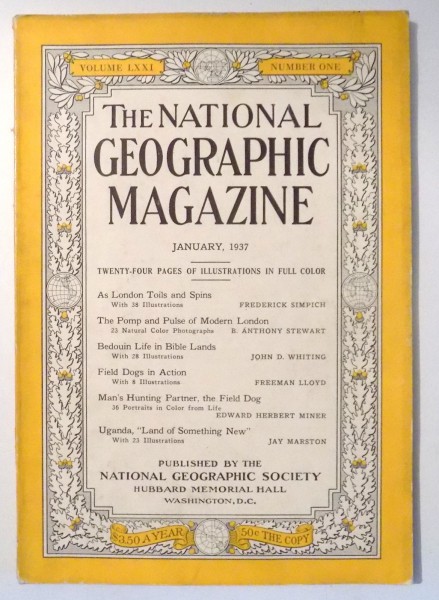 VOLUME LXXI. NUMBER ONE
THE NATIONAL
GEOGRAPHIC
MAGAZINE
JANUARY, 1937
TWENTY-FOUR PAGES OF ILLUSTRATIONS IN FULL COLOR
As London Toils and Spins
With 38 Illustrations FREDERICK SIMPICH
The Pomp and Pulse of Modern London
23 Natural Color Photographs B. ANTHONY STEWART
Bedouin Life in Bible Lands
With 28 Illustrations JOHN D. WHITING
Field Dogs in Action
With 8 Illustrations FREEMAN LLOYD
Man's Hunting Partner, the Field Dog
36 Portraits in Color from Life
EDWARD HERBERT MINER
Uganda, "Land of Something New"
With 23 Illustrations JAY MARSTON
PUBLISHED BY THE
NATIONAL GEOGRAPHIC SOCIETY
HUBBARD MEMORIAL HALL
WASHINGTON, D.C.
$3.50 A YEAR 50c THE COPY